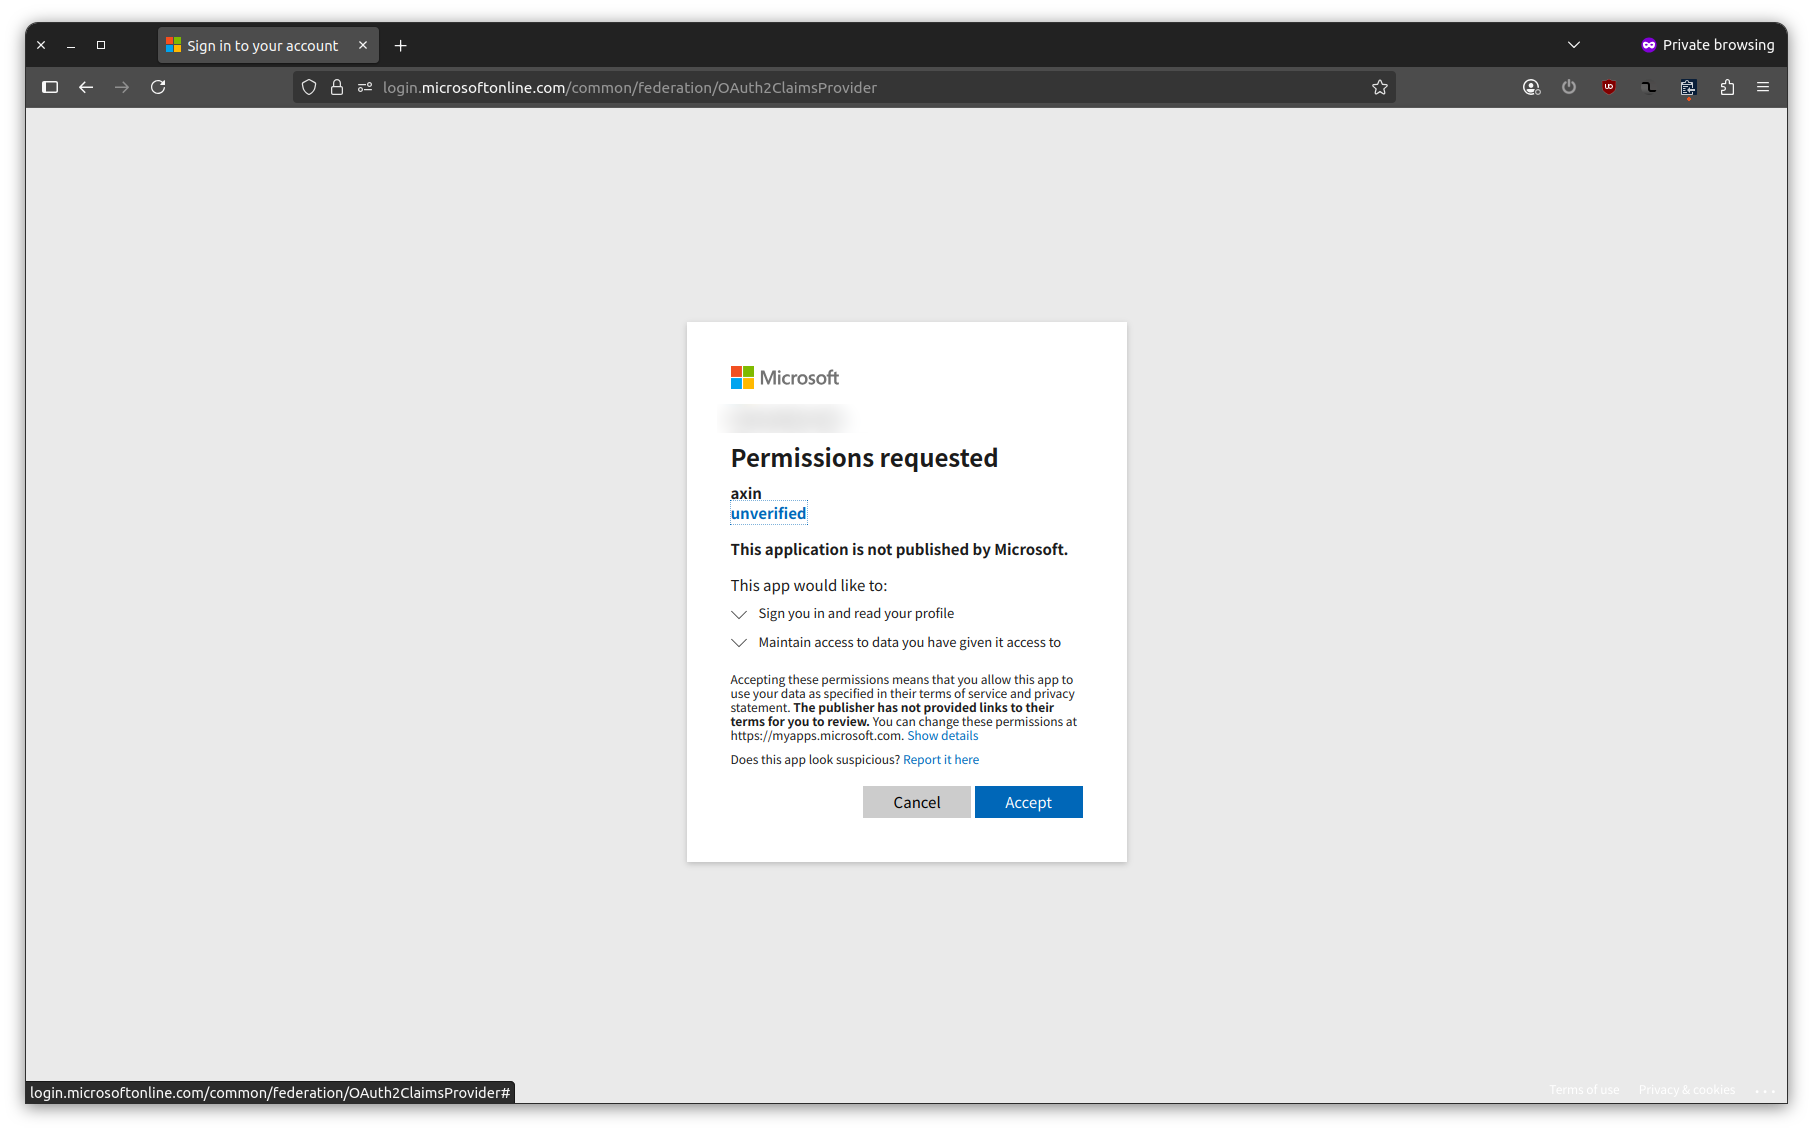 Sign in to your account
Private browsing
login.microsoftonline.com/common/federation/OAuth2ClaimsProvider
Microsoft
Permissions requested
axin
unverified
This application is not published by Microsoft.
This app would like to:
Sign you in and read your profile
Maintain access to data you have given it access to
Accepting these permissions means that you allow this app to
use your data as specified in their terms of service and privacy
statement. The publisher has not provided links to their
terms for you to review. You can change these permissions at
https://myapps.microsoft.com. Show details
Does this app look suspicious? Report it here
Cancel
Accept
login.microsoftonline.com/common/federation/OAuth2ClaimsProvider#
Terms of use
Privacy & cookies